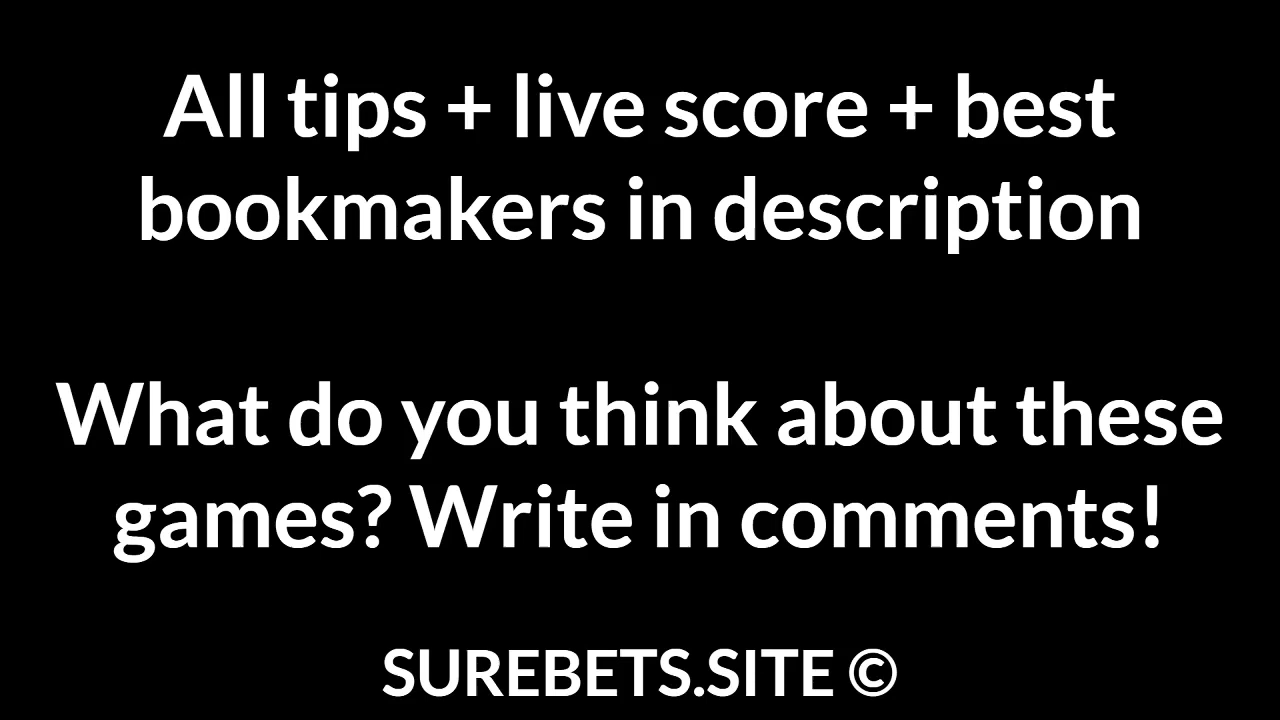 All tips + live score + best
bookmakers in description
What do you think about these
games? Write in comments!
SUREBETS.SITE ©